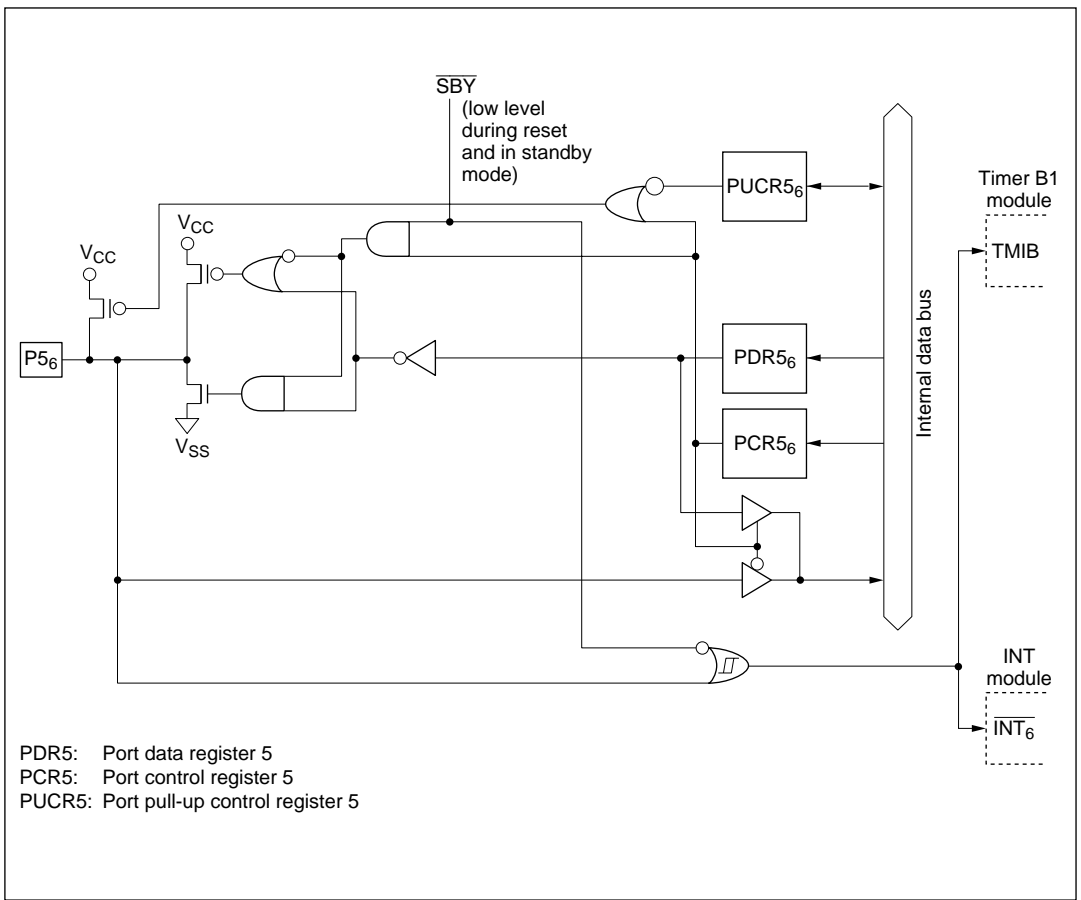 S̅B̅Y̅
(low level
during reset
and in standby
mode)
PUCR5₆
Timer B1
module
TMIB
V_CC
V_CC
P5₆
PDR5₆
Internal data bus
PCR5₆
V_SS
INT
module
I̅N̅T̅₆̅
PDR5: Port data register 5
PCR5: Port control register 5
PUCR5: Port pull-up control register 5